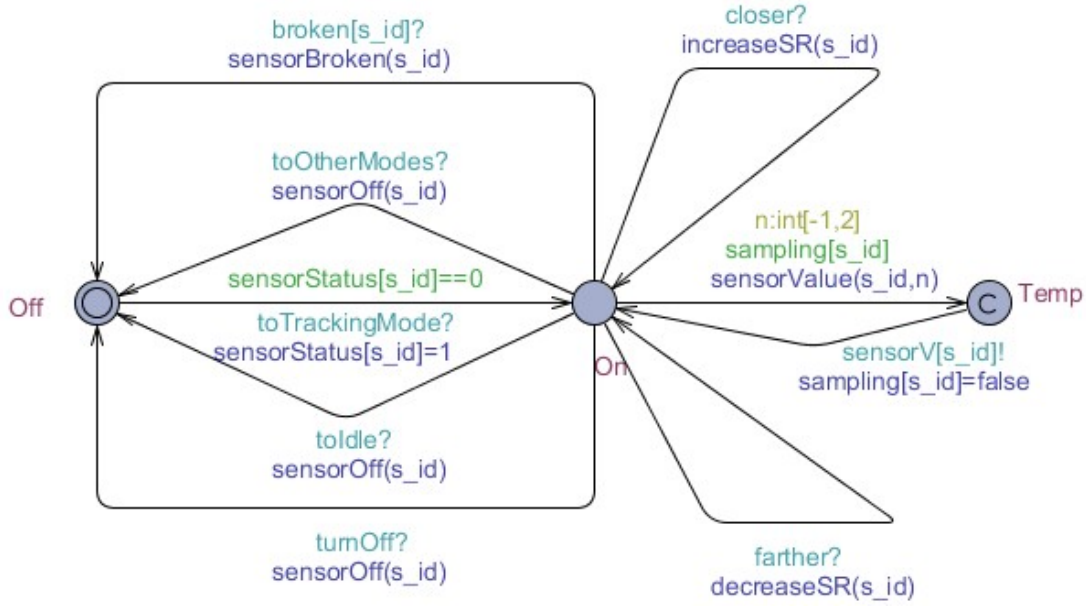 broken[s_id]?
sensorBroken(s_id)
closer?
increaseSR(s_id)
toOtherModes?
sensorOff(s_id)
n:int[-1,2]
sampling[s_id]
sensorValue(s_id,n)
sensorStatus[s_id]==0
toTrackingMode?
sensorStatus[s_id]=1
Off
On
C
Temp
sensorV[s_id]!
sampling[s_id]=false
toIdle?
sensorOff(s_id)
turnOff?
sensorOff(s_id)
farther?
decreaseSR(s_id)